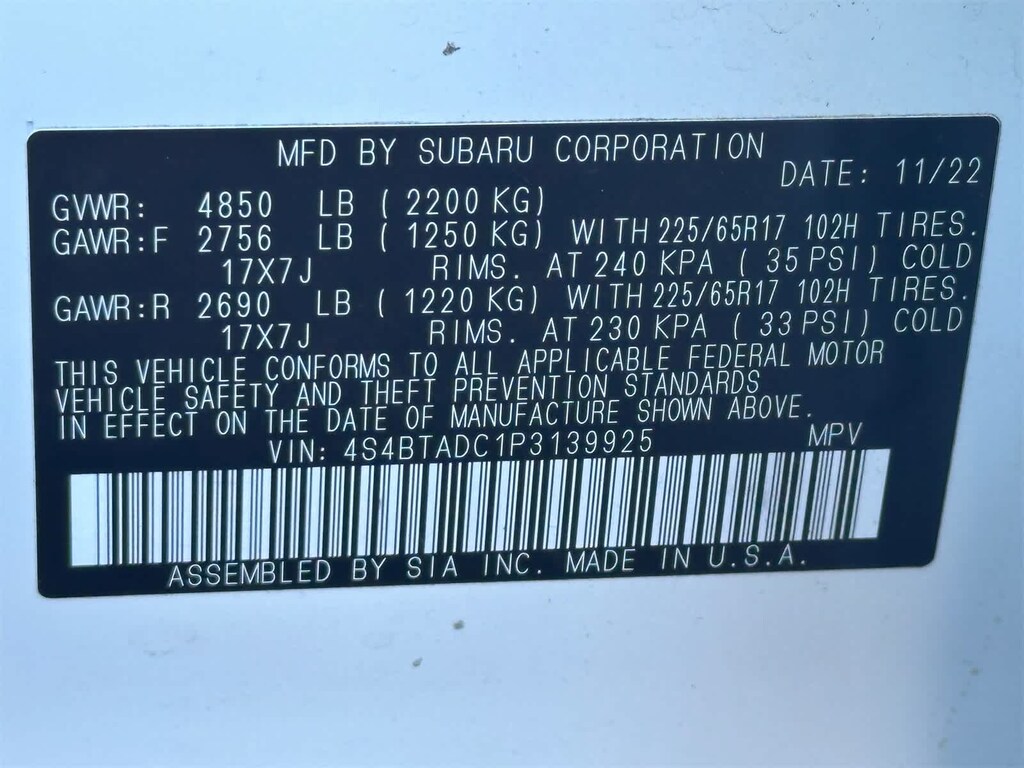 MFD BY SUBARU CORPORATION
DATE: 11/22
GVWR: 4850 LB ( 2200 KG)
GAWR:F 2756 LB ( 1250 KG) WITH 225/65R17 102H TIRES.
17X7J RIMS. AT 240 KPA ( 35 PSI) COLD
GAWR:R 2690 LB ( 1220 KG) WITH 225/65R17 102H TIRES.
17X7J RIMS. AT 230 KPA ( 33 PSI) COLD
THIS VEHICLE CONFORMS TO ALL APPLICABLE FEDERAL MOTOR
VEHICLE SAFETY AND THEFT PREVENTION STANDARDS
IN EFFECT ON THE DATE OF MANUFACTURE SHOWN ABOVE.
VIN: 4S4BTADC1P3139925 MPV
ASSEMBLED BY SIA INC. MADE IN U.S.A.